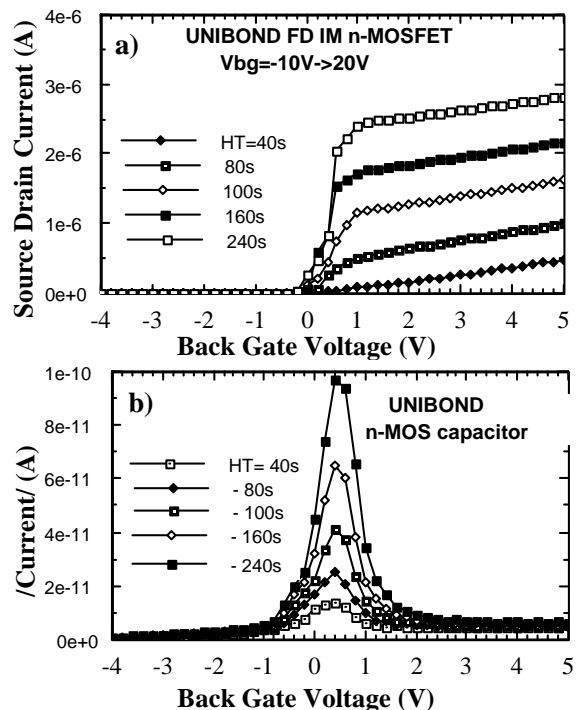 4e-6
a)
UNIBOND FD IM n-MOSFET
Vbg=-10V->20V
3e-6
2e-6
1e-6
0e+0
Source Drain Current (A)
HT=40s
80s
100s
160s
240s
-4 -3 -2 -1 0 1 2 3 4 5
Back Gate Voltage (V)
1e-10
b)
UNIBOND
n-MOS capacitor
8e-11
6e-11
4e-11
2e-11
0e+0
/Current/ (A)
HT= 40s
- 80s
- 100s
- 160s
- 240s
-4 -3 -2 -1 0 1 2 3 4 5
Back Gate Voltage (V)